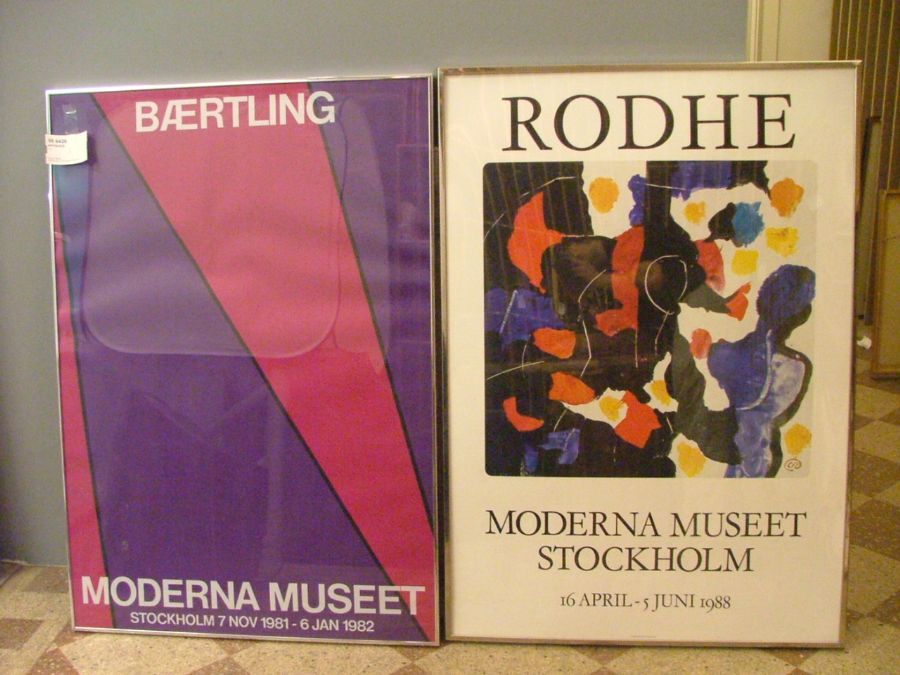 BÆRTLING
MODERNA MUSEET
STOCKHOLM 7 NOV 1981 - 6 JAN 1982
RODHE
MODERNA MUSEET
STOCKHOLM
16 APRIL - 5 JUNI 1988